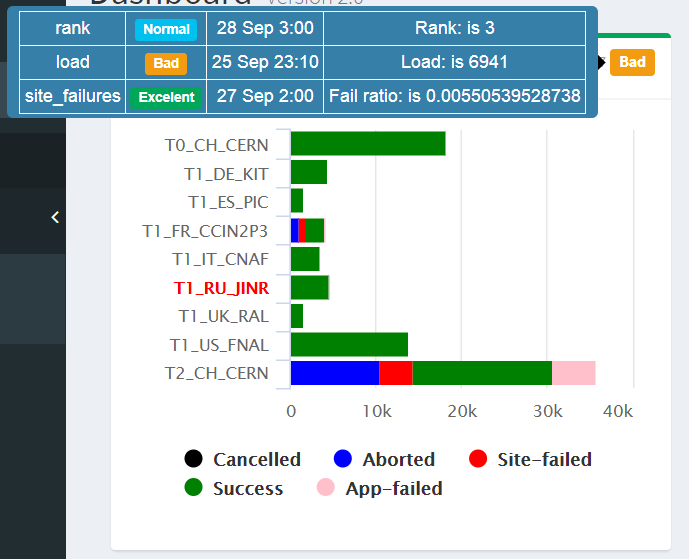 Dashboard version 2.0
rank Normal 28 Sep 3:00 Rank: is 3
load Bad 25 Sep 23:10 Load: is 6941
site_failures Excelent 27 Sep 2:00 Fail ratio: is 0.00550539528738
Bad
T0_CH_CERN
T1_DE_KIT
T1_ES_PIC
T1_FR_CCIN2P3
T1_IT_CNAF
T1_RU_JINR
T1_UK_RAL
T1_US_FNAL
T2_CH_CERN
0 10k 20k 30k 40k
Cancelled Aborted Site-failed
Success App-failed